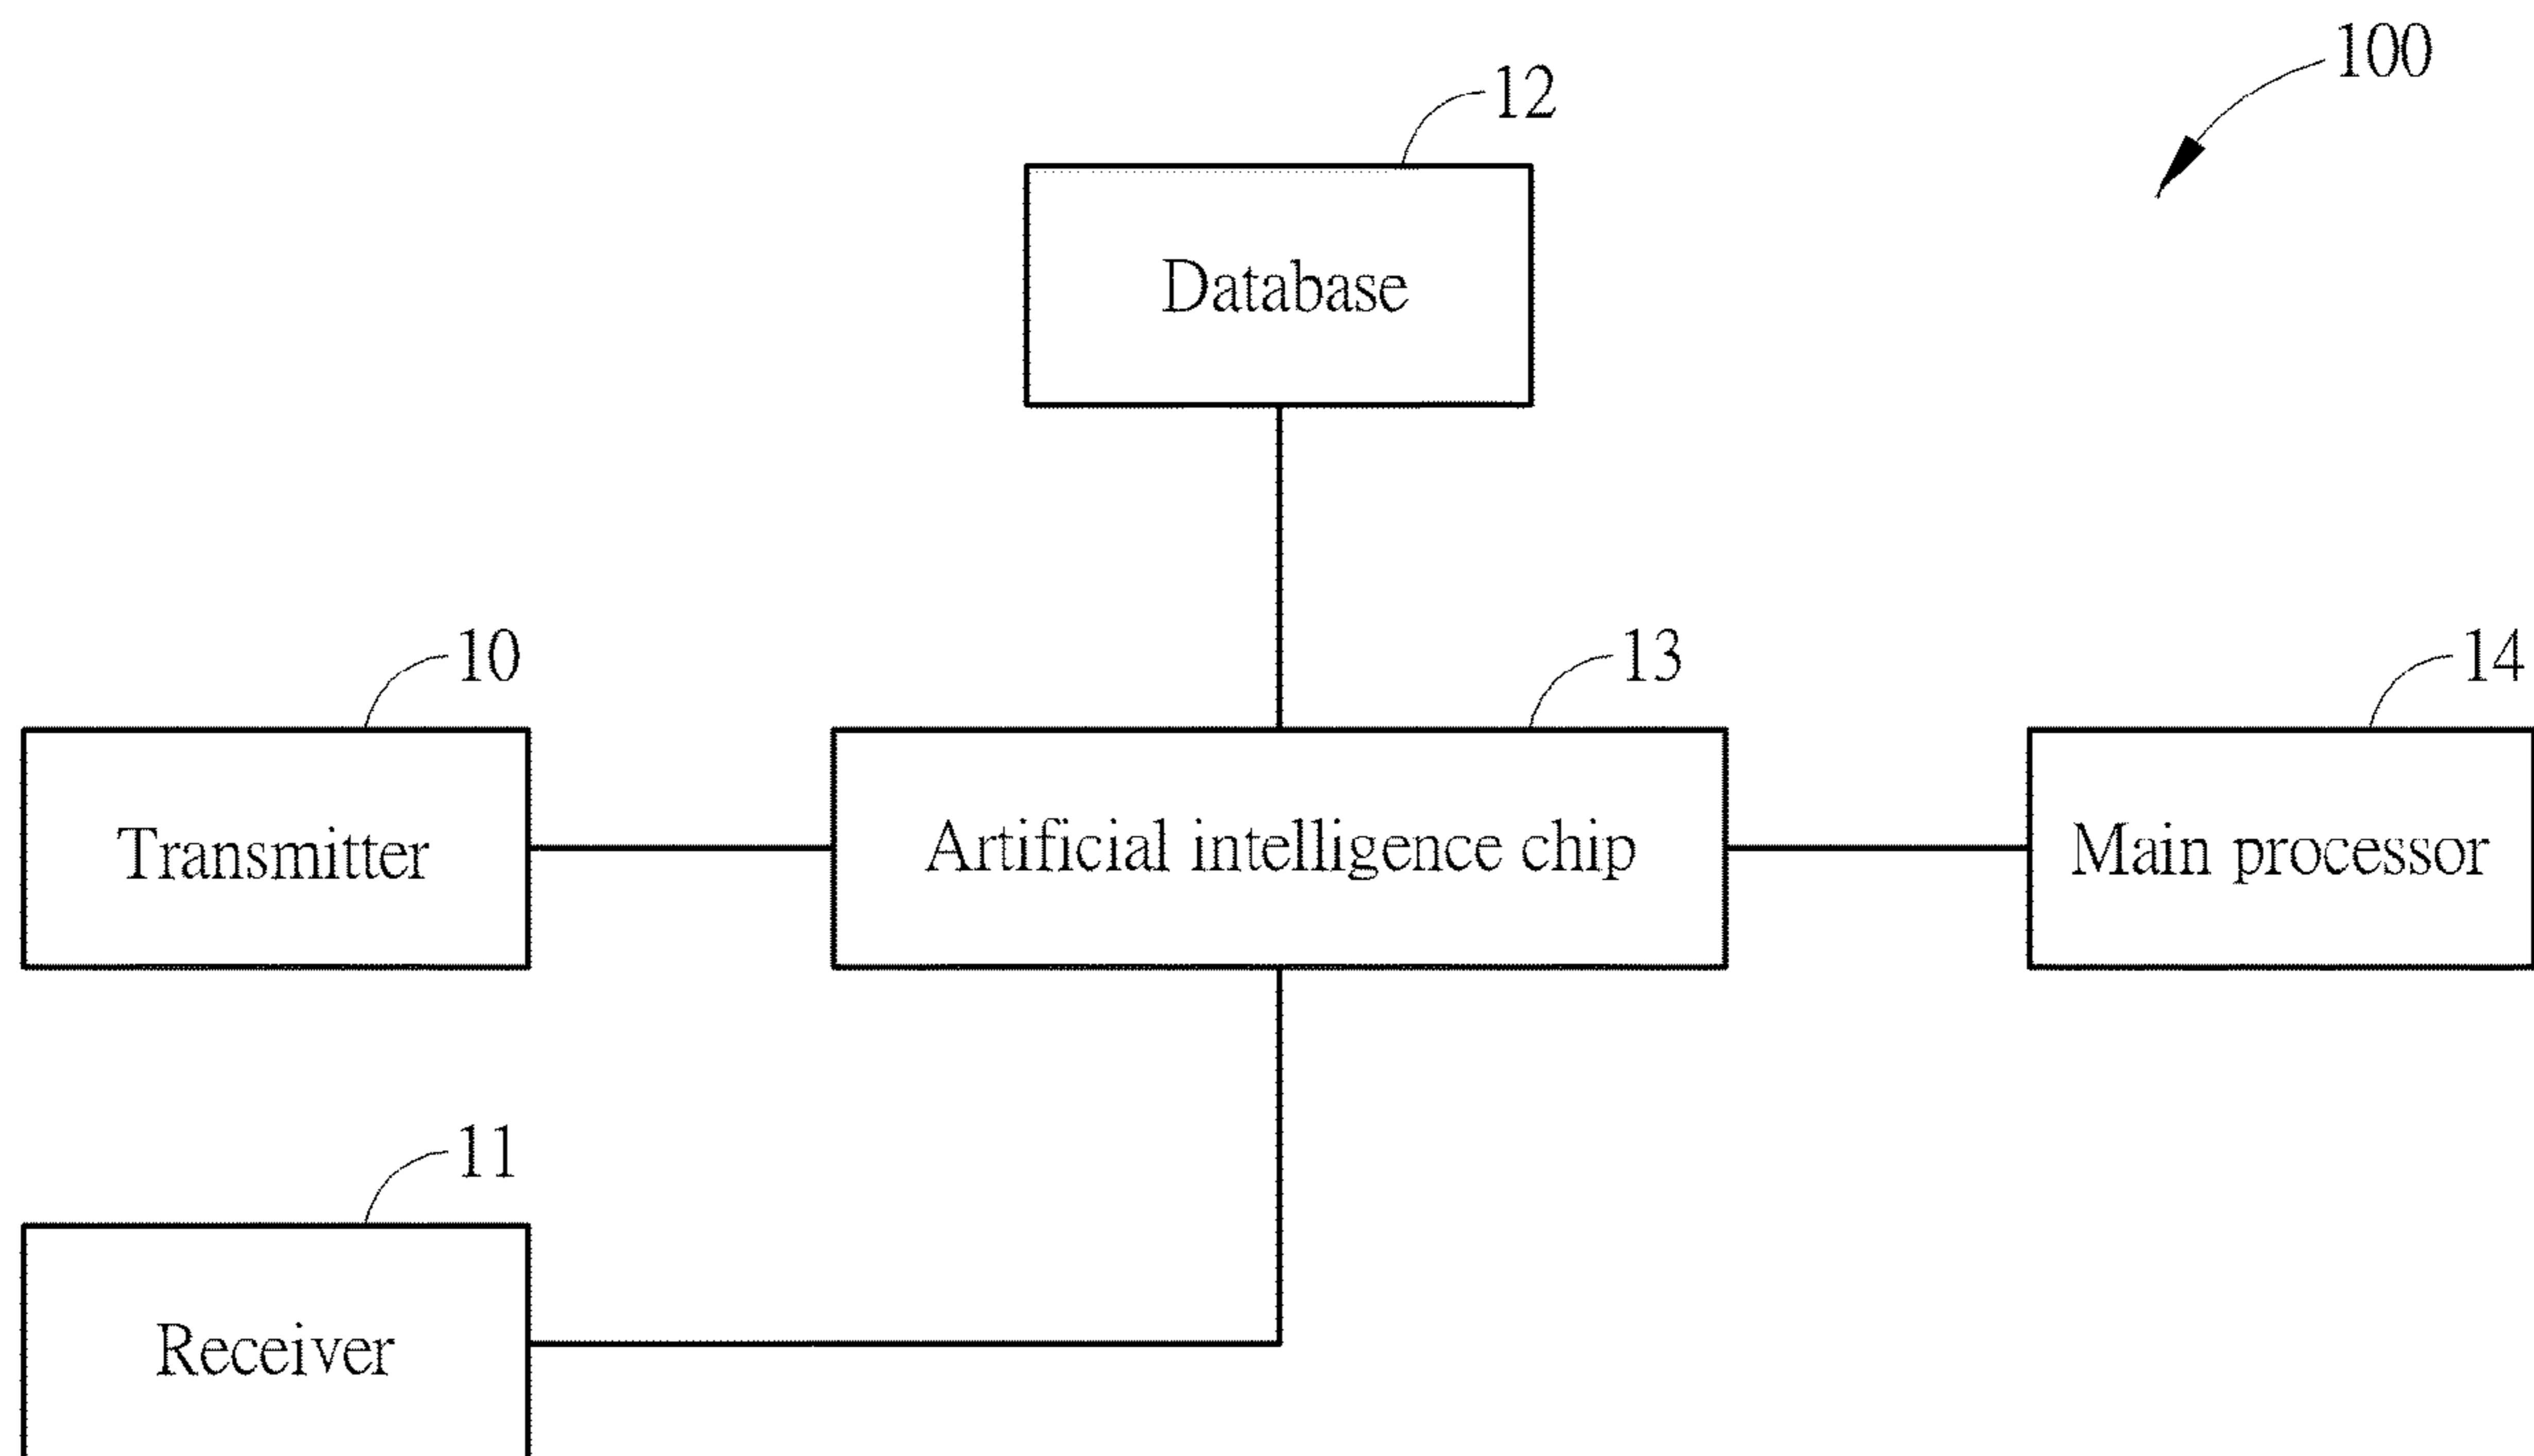 100
12
Database
10
13
14
Transmitter
Artificial intelligence chip
Main processor
11
Receiver